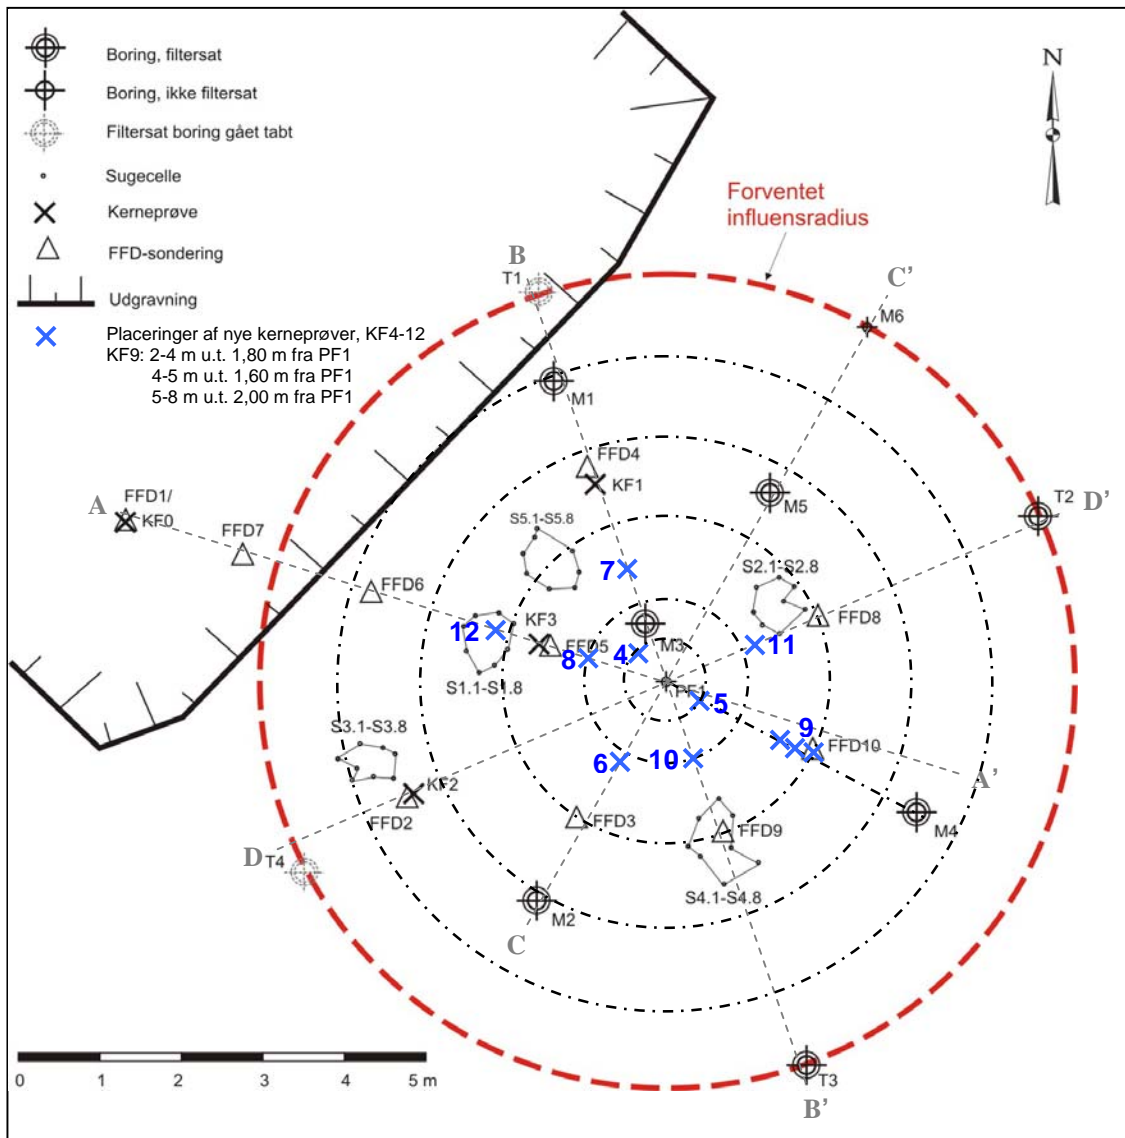 Boring, filtersat
Boring, ikke filtersat
Filtersat boring gået tabt
Sugecelle
Kerneprøve
FFD-sondering
Udgravning
Placeringer af nye kerneprøver, KF4-12
KF9: 2-4 m u.t. 1,80 m fra PF1
4-5 m u.t. 1,60 m fra PF1
5-8 m u.t. 2,00 m fra PF1
N
Forventet
influensradius
B
T1
C’
M6
M1
FFD4
KF1
M5
T2
D’
A
FFD1/
KF0
FFD7
FFD6
S5.1-S5.8
7
S2.1-S2.8
FFD8
12
KF3
FFD5
8
4
M3
11
S1.1-S1.8
PF1
5
S3.1-S3.8
9
FFD10
6
10
A’
KF2
FFD2
FFD3
FFD9
M4
D
T4
S4.1-S4.8
M2
C
0
1
2
3
4
5 m
T3
B’